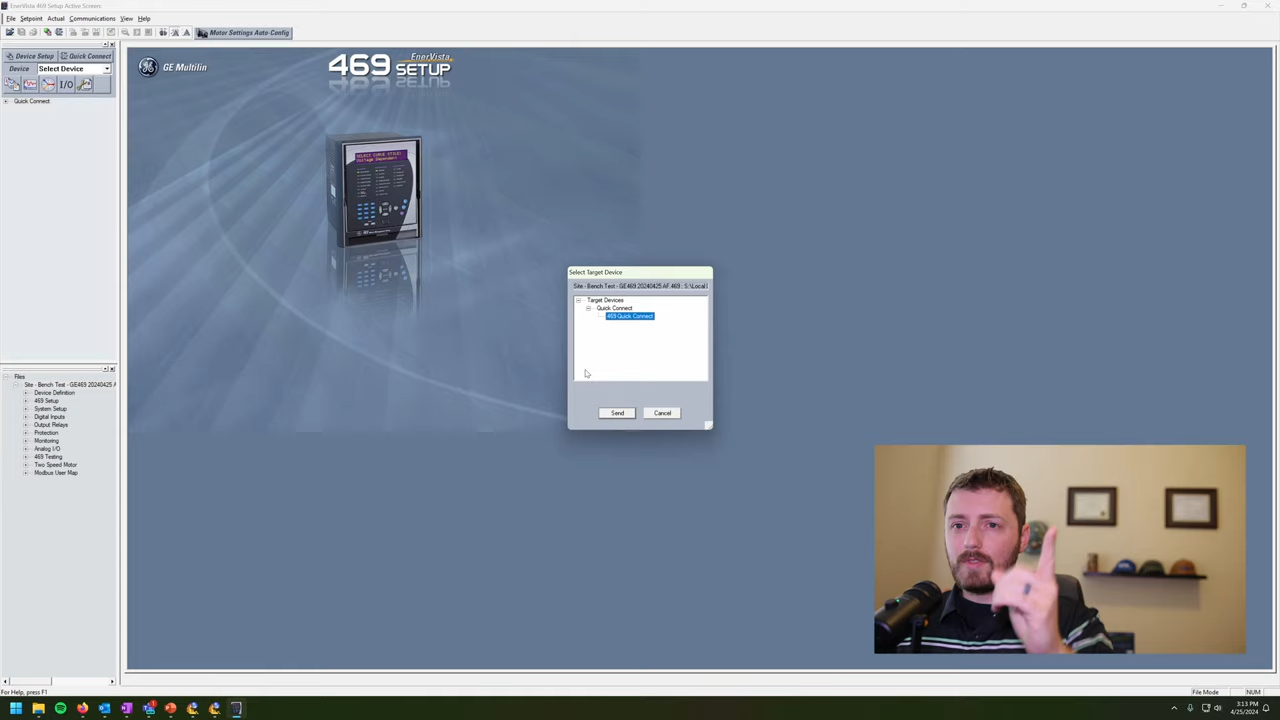 EnerVista 469 Setup Active Screens
File Setpoint Actual Communications View Help
Motor Settings Auto-Config
Device Setup Quick Connect
Device Select Device
I/O
Quick Connect
GE Multilin
EnerVista
469 SETUP
Select Target Device
Site - Bench Test - GE469 20240425.AF.469 : S:\Local
Target Devices
Quick Connect
469 Quick Connect
Send Cancel
Files
Site - Bench Test - GE469 20240425 A
Device Definition
469 Setup
System Setup
Digital Inputs
Output Relays
Protection
Monitoring
Analog I/O
469 Testing
Two Speed Motor
Modbus User Map
For Help, press F1
File Mode NUM
3:13 PM
4/25/2024